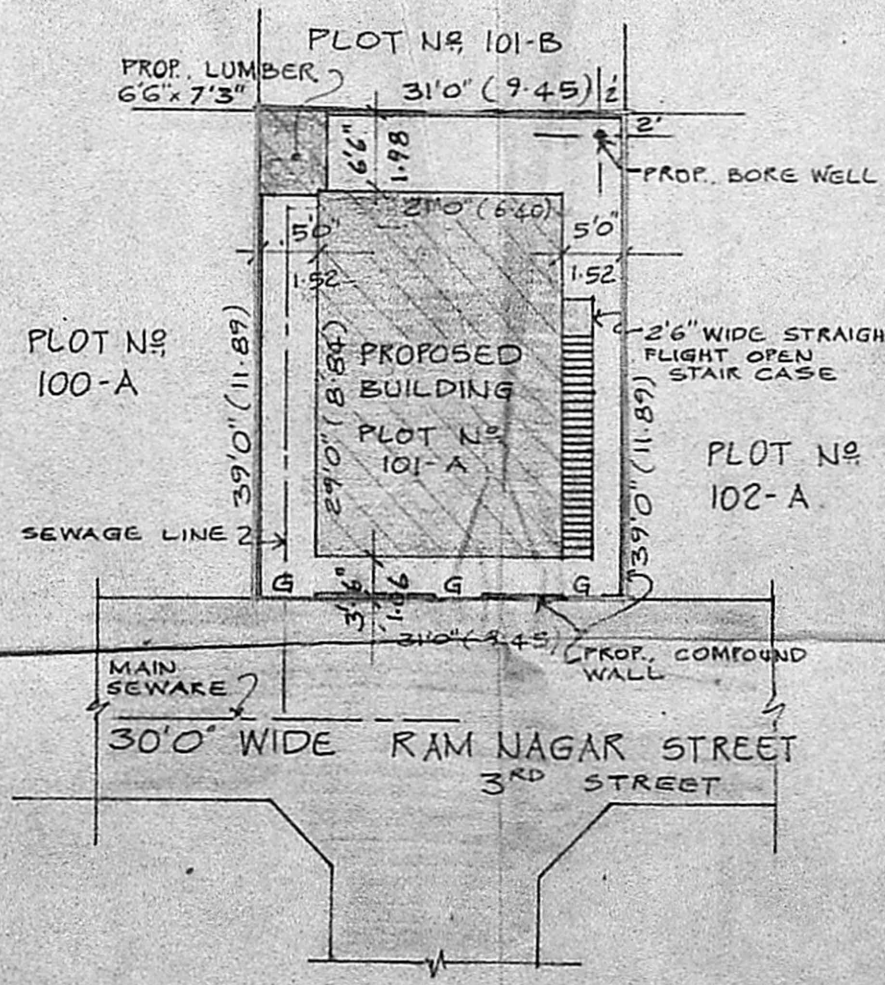 PLOT Nº 101-B
PROP. LUMBER
6'6" x 7'3"
31'0" (9.45)
2'
2'
6'6"
1.98
PROP. BORE WELL
21'0" (6.40)
5'0"
1.52
5'0"
1.52
PLOT Nº
100-A
39'0" (11.89)
29'0" (8.84)
PROPOSED
BUILDING
PLOT Nº
101-A
2'6" WIDE STRAIGH
FLIGHT OPEN
STAIR CASE
39'0" (11.89)
PLOT Nº
102-A
SEWAGE LINE
G
G
G
3'6"
1.06
31'0" (9.45)
PROP. COMPOUND
WALL
MAIN
SEWARE
30'0" WIDE RAM NAGAR STREET
3RD STREET